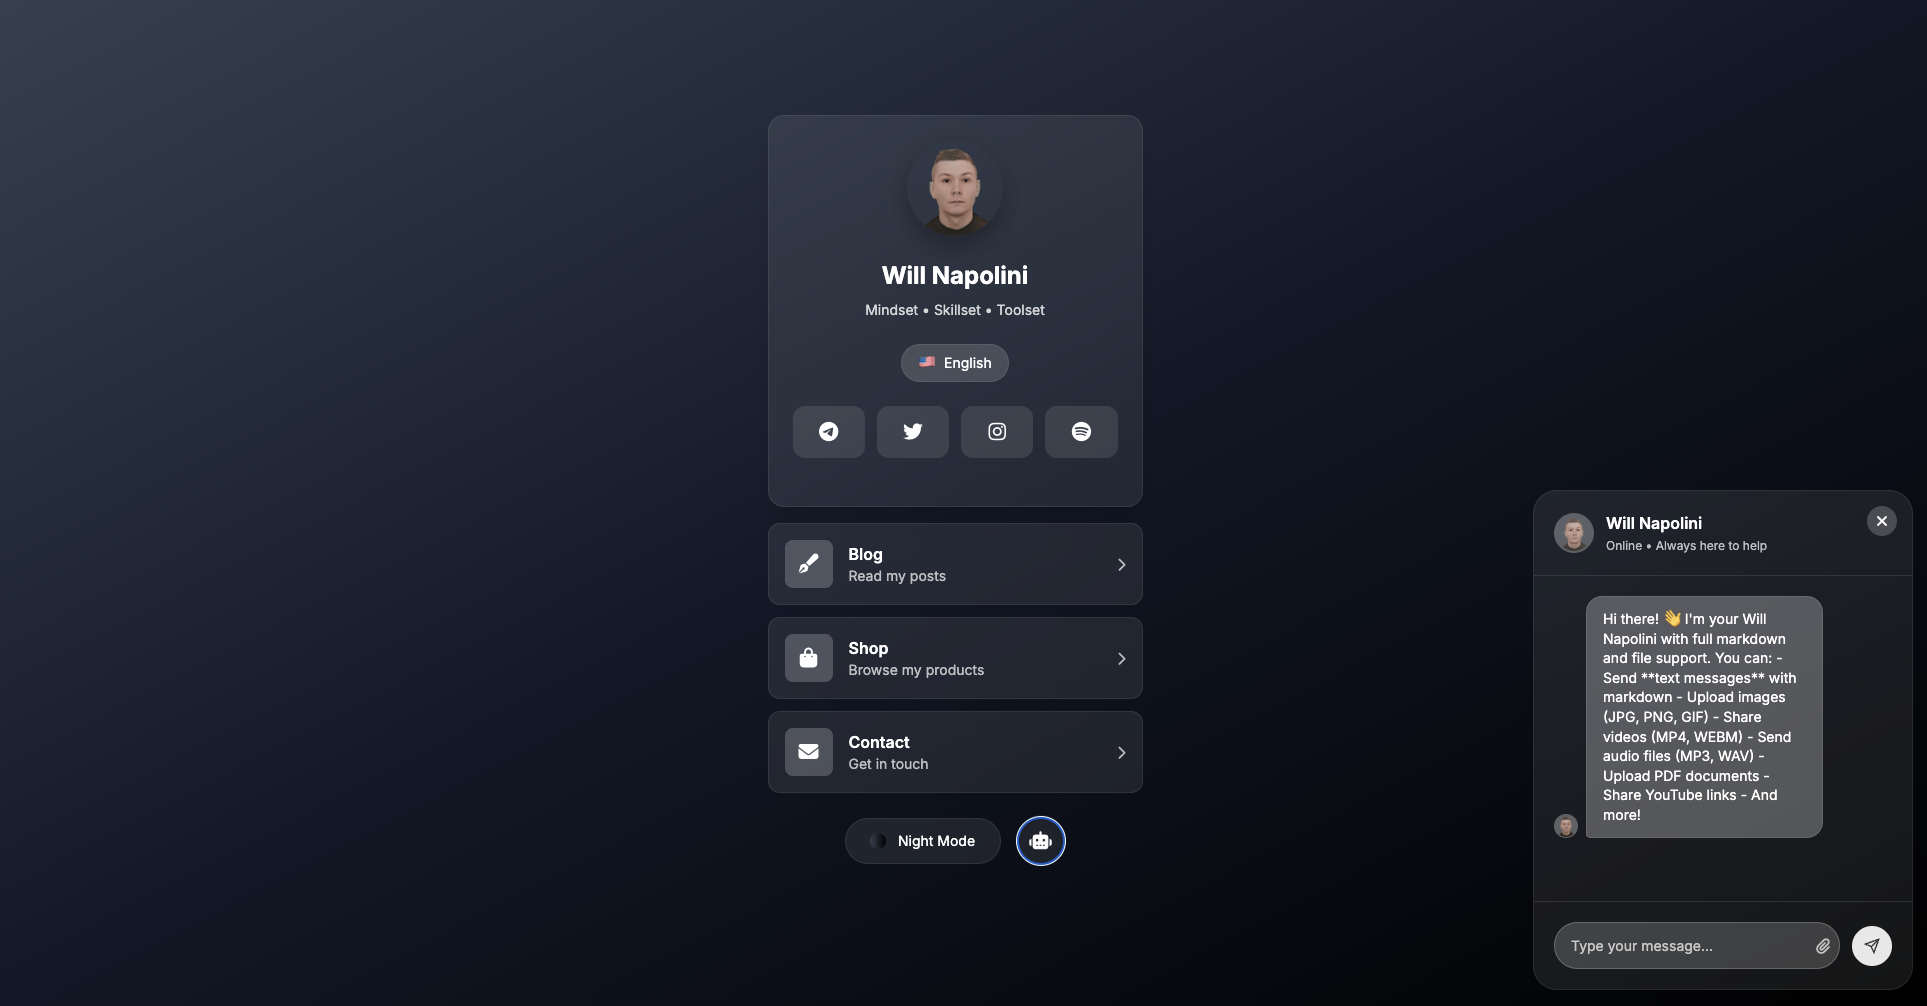 Will Napolini
Mindset • Skillset • Toolset
🇺🇸 English
Blog
Read my posts
Shop
Browse my products
Contact
Get in touch
Night Mode
Will Napolini
Online • Always here to help
Hi there! 👋 I'm your Will
Napolini with full markdown
and file support. You can: -
Send **text messages** with
markdown - Upload images
(JPG, PNG, GIF) - Share
videos (MP4, WEBM) - Send
audio files (MP3, WAV) -
Upload PDF documents -
Share YouTube links - And
more!
Type your message...